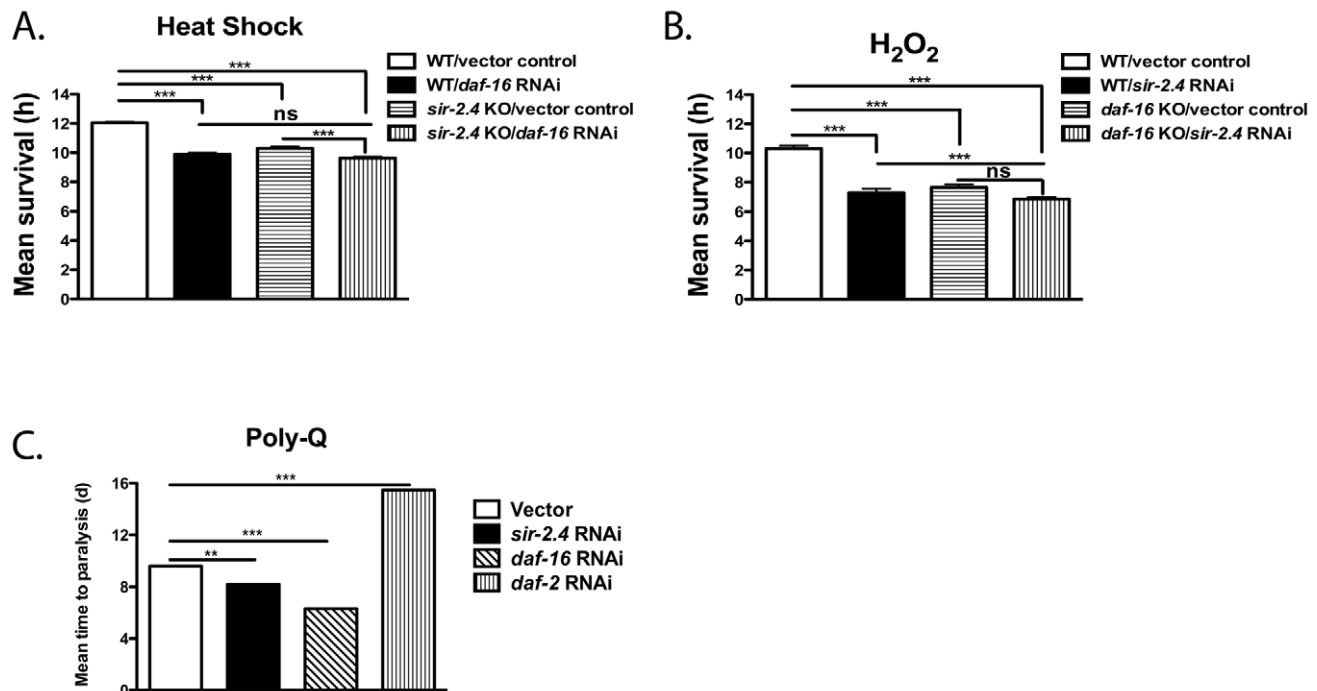 A.
Heat Shock
Mean survival (h)
14
12
10
8
6
4
2
0
***
***
***
ns
***
WT/vector control
WT/daf-16 RNAi
sir-2.4 KO/vector control
sir-2.4 KO/daf-16 RNAi
B.
H2O2
Mean survival (h)
14
12
10
8
6
4
2
0
***
***
***
***
ns
WT/vector control
WT/sir-2.4 RNAi
daf-16 KO/vector control
daf-16 KO/sir-2.4 RNAi
C.
Poly-Q
Mean time to paralysis (d)
16
12
8
4
0
***
***
**
Vector
sir-2.4 RNAi
daf-16 RNAi
daf-2 RNAi